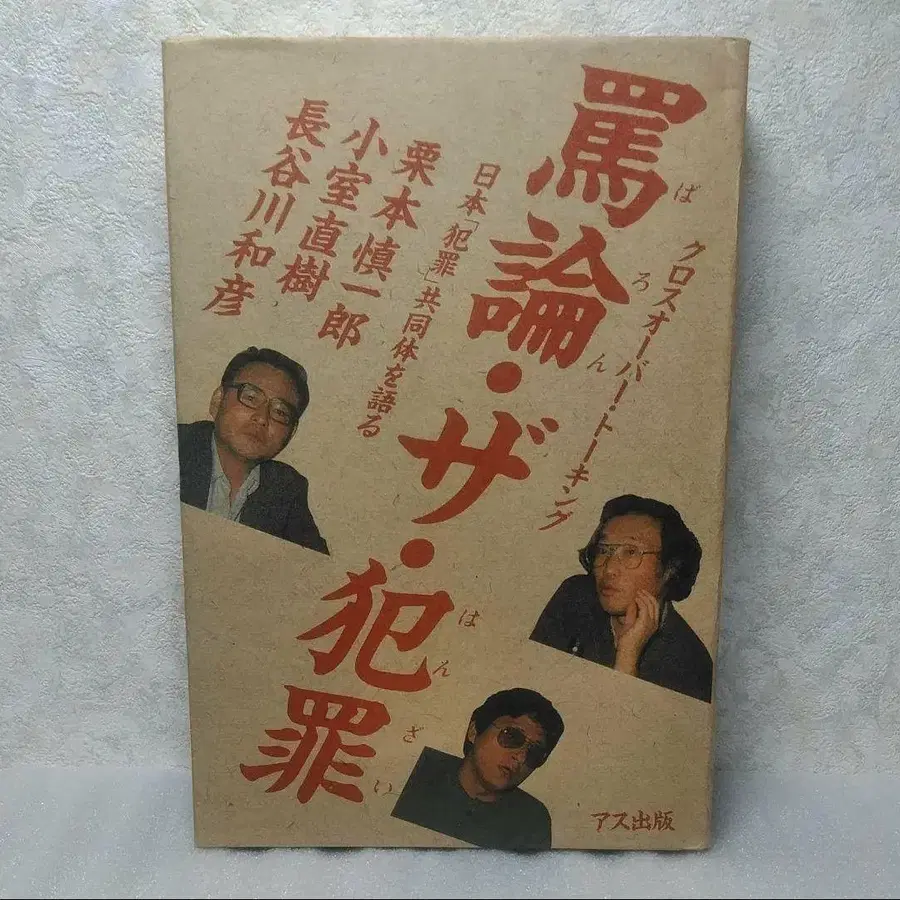 クロスオーバー・トーキング
罵論・ザ・犯罪
ばろん
はんざい
日本「犯罪」共同体を語る
栗本慎一郎
小室直樹
長谷川和彦
アス出版